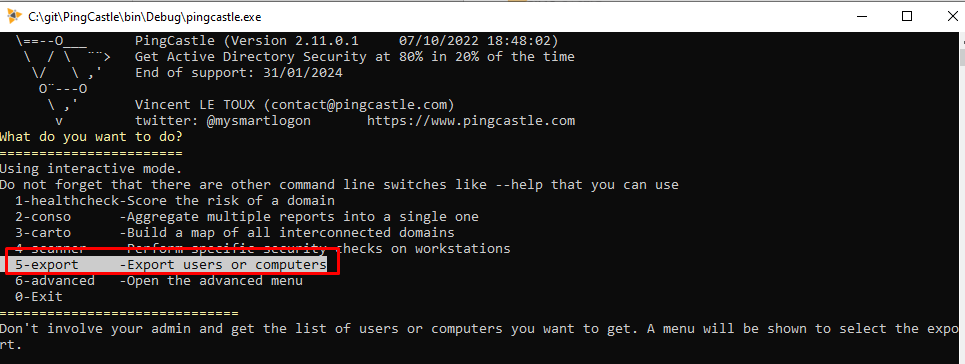 C:\git\PingCastle\bin\Debug\pingcastle.exe
\==--O___      PingCastle (Version 2.11.0.1     07/10/2022 18:48:02)
\  / \  ¨¨>   Get Active Directory Security at 80% in 20% of the time
\/   \ ,'    End of support: 31/01/2024
O¨---O
\ ,'       Vincent LE TOUX (contact@pingcastle.com)
v         twitter: @mysmartlogon       https://www.pingcastle.com
What do you want to do?
=======================
Using interactive mode.
Do not forget that there are other command line switches like --help that you can use
1-healthcheck-Score the risk of a domain
2-conso      -Aggregate multiple reports into a single one
3-carto      -Build a map of all interconnected domains
4-scanner    -Perform specific security checks on workstations
5-export     -Export users or computers
6-advanced   -Open the advanced menu
0-Exit
==============================
Don't involve your admin and get the list of users or computers you want to get. A menu will be shown to select the expo
rt.